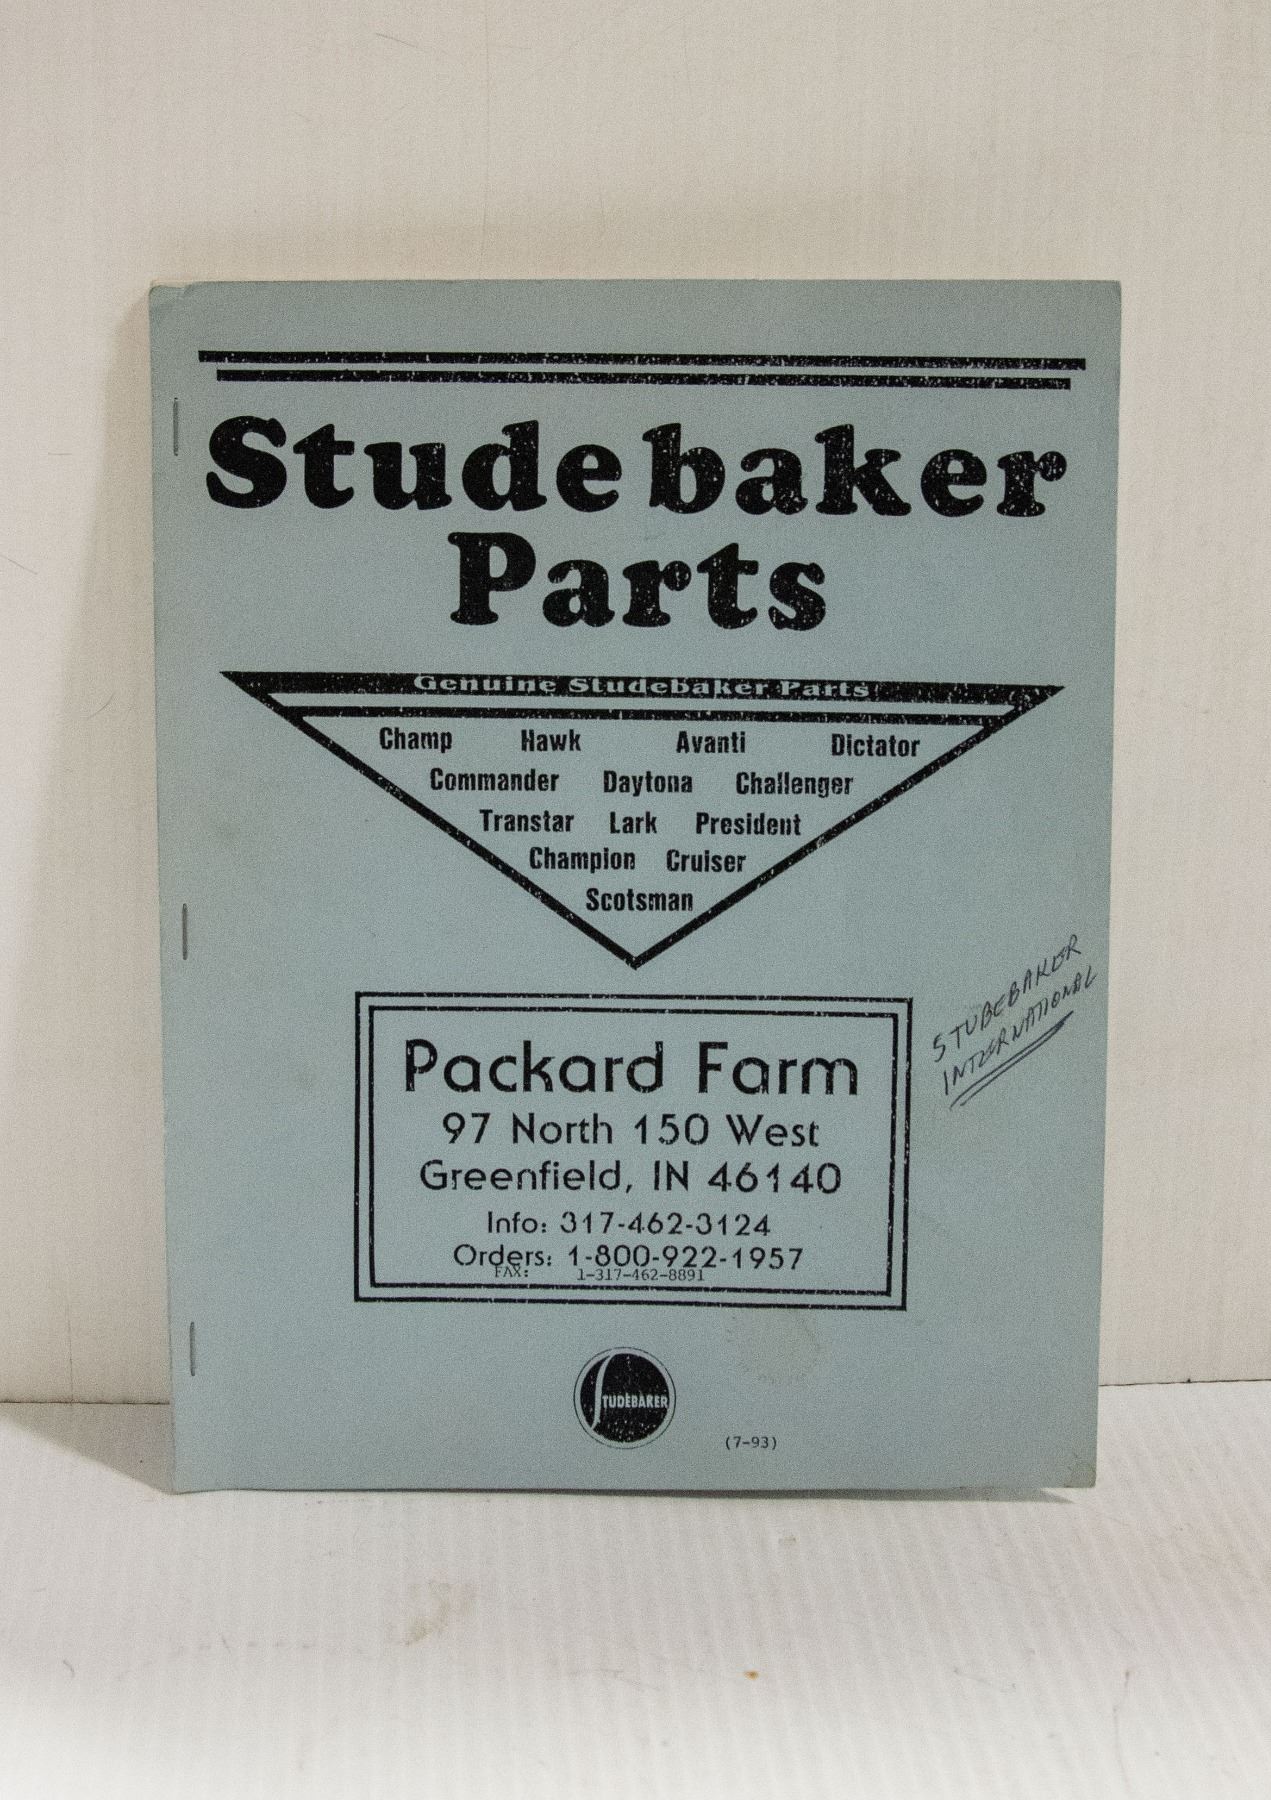 Studebaker
Parts
Genuine Studebaker Parts
Champ Hawk Avanti Dictator
Commander Daytona Challenger
Transtar Lark President
Champion Cruiser
Scotsman
STUDEBAKER
INTERNATIONAL
Packard Farm
97 North 150 West
Greenfield, IN 46140
Info: 317-462-3124
Orders: 1-800-922-1957
FAX: 1-317-462-8891
STUDEBAKER
(7-93)